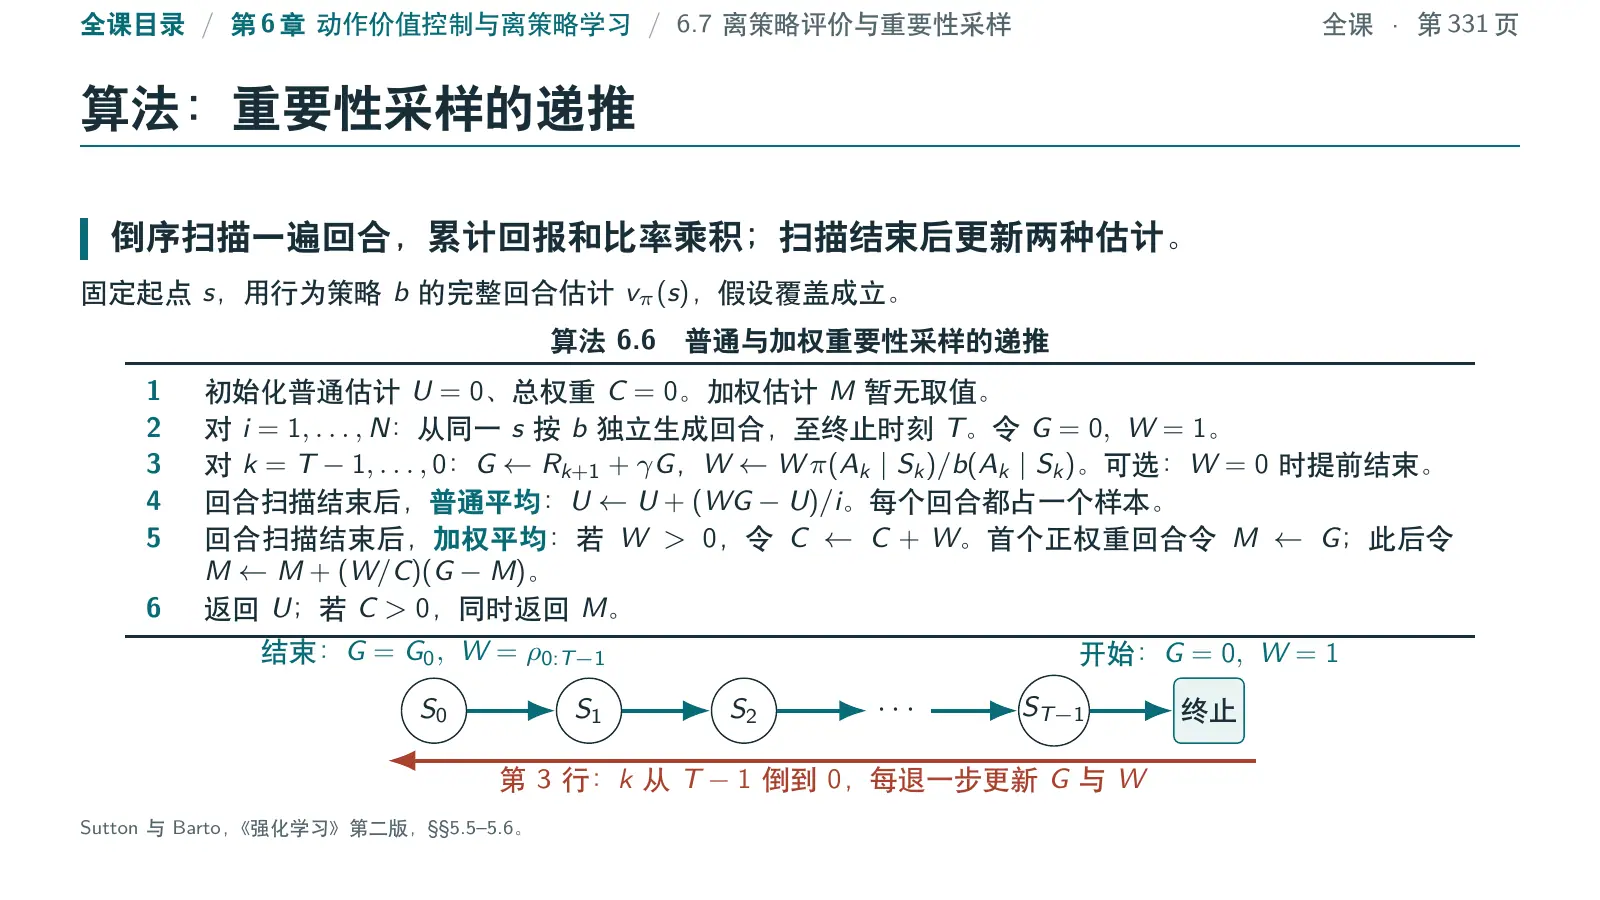 全课目录 / 第 6 章 动作价值控制与离策略学习 / 6.7 离策略评价与重要性采样
全课 · 第 331 页
算法：重要性采样的递推
倒序扫描一遍回合，累计回报和比率乘积；扫描结束后更新两种估计。
固定起点 s，用行为策略 b 的完整回合估计 vπ(s)，假设覆盖成立。
算法 6.6 普通与加权重要性采样的递推
1 初始化普通估计 U = 0、总权重 C = 0。加权估计 M 暂无取值。
2 对 i = 1, . . . , N：从同一 s 按 b 独立生成回合，至终止时刻 T。令 G = 0, W = 1。
3 对 k = T − 1, . . . , 0：G ← Rk+1 + γG，W ← Wπ(Ak | Sk)/b(Ak | Sk)。可选：W = 0 时提前结束。
4 回合扫描结束后，普通平均：U ← U + (WG − U)/i。每个回合都占一个样本。
5 回合扫描结束后，加权平均：若 W > 0，令 C ← C + W。首个正权重回合令 M ← G；此后令
M ← M + (W/C)(G − M)。
6 返回 U；若 C > 0，同时返回 M。
结束：G = G0, W = ρ0:T−1
开始：G = 0, W = 1
S0 S1 S2 · · · ST−1 终止
第 3 行：k 从 T − 1 倒到 0，每退一步更新 G 与 W
Sutton 与 Barto，《强化学习》第二版，§§5.5–5.6。